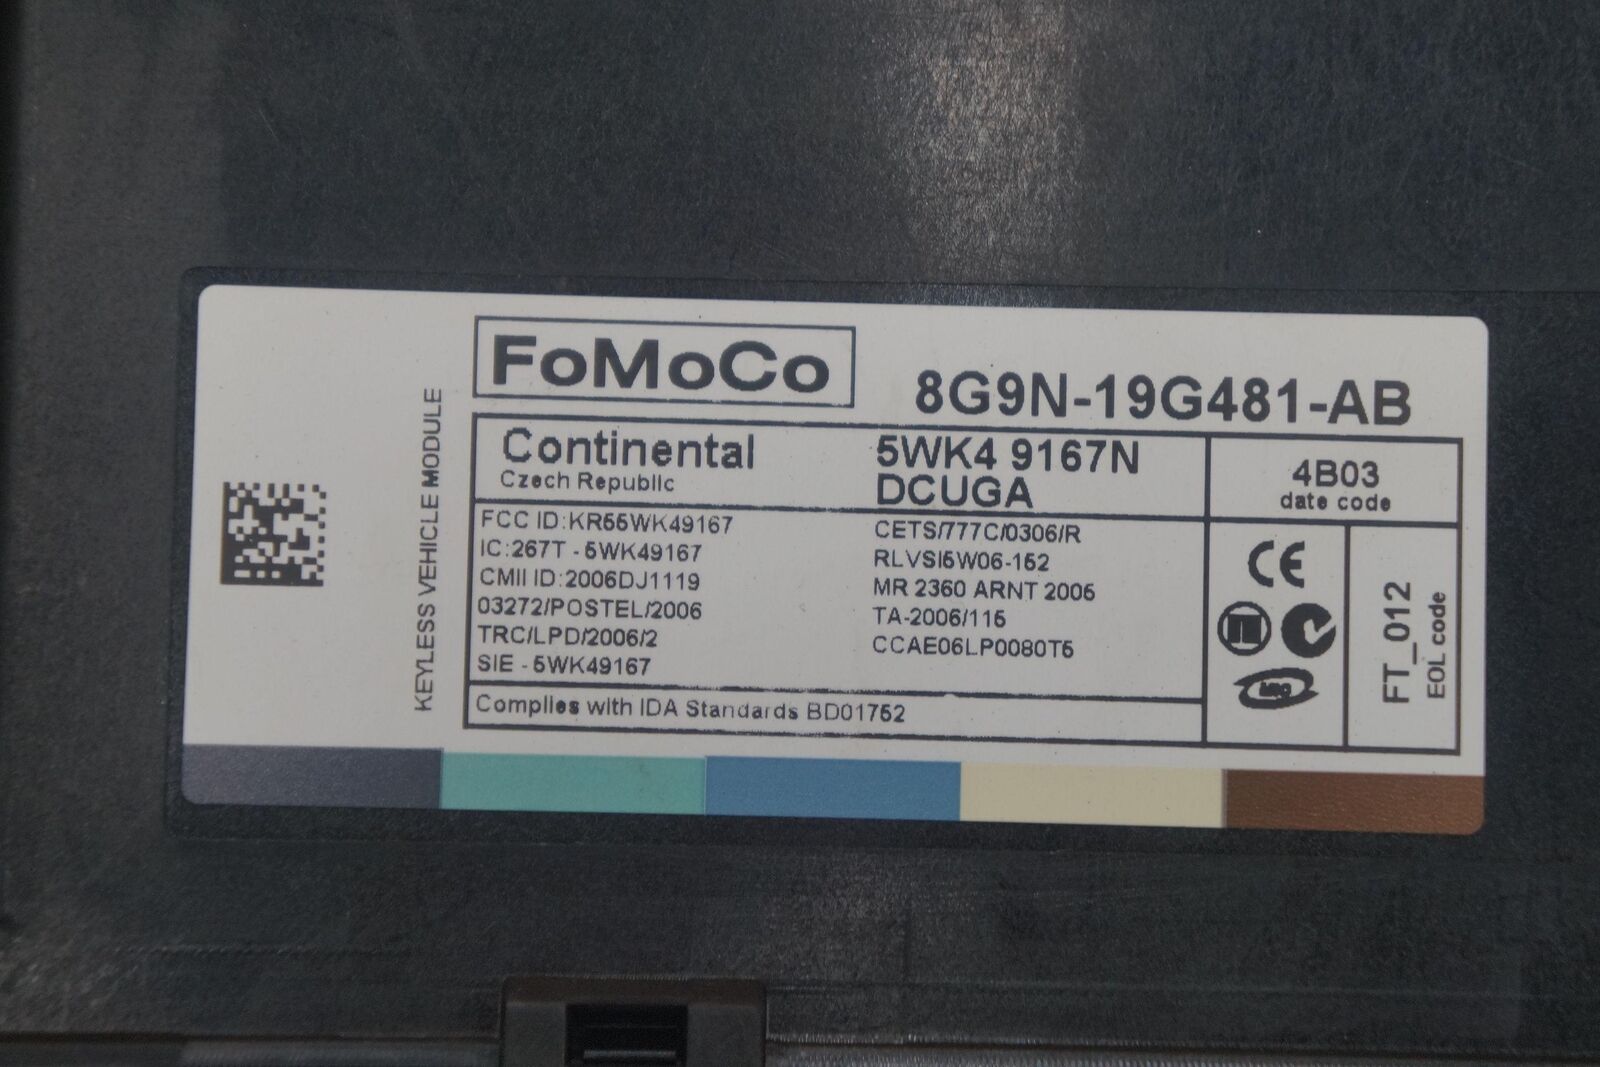 FoMoCo
8G9N-19G481-AB
KEYLESS VEHICLE MODULE
Continental
Czech Republic
5WK4 9167N
DCUGA
4B03
date code
FCC ID:KR55WK49167
IC:267T - 5WK49167
CMII ID:2006DJ1119
03272/POSTEL/2006
TRC/LPD/2006/2
SIE - 5WK49167
CETS/777C/0306/R
RLVSI5W06-152
MR 2360 ARNT 2005
TA-2006/115
CCAE06LP0080T5
Complies with IDA Standards BD01752
CE
FT_012
EOL code